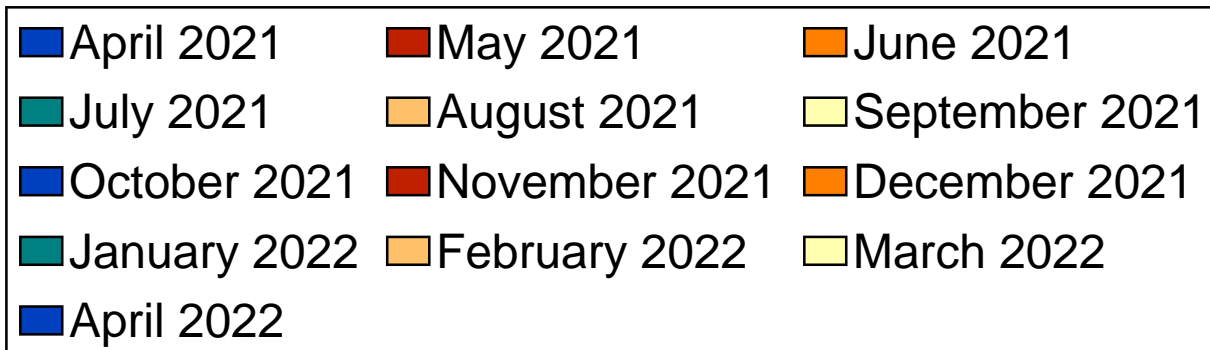 April 2021 May 2021 June 2021
July 2021 August 2021 September 2021
October 2021 November 2021 December 2021
January 2022 February 2022 March 2022
April 2022